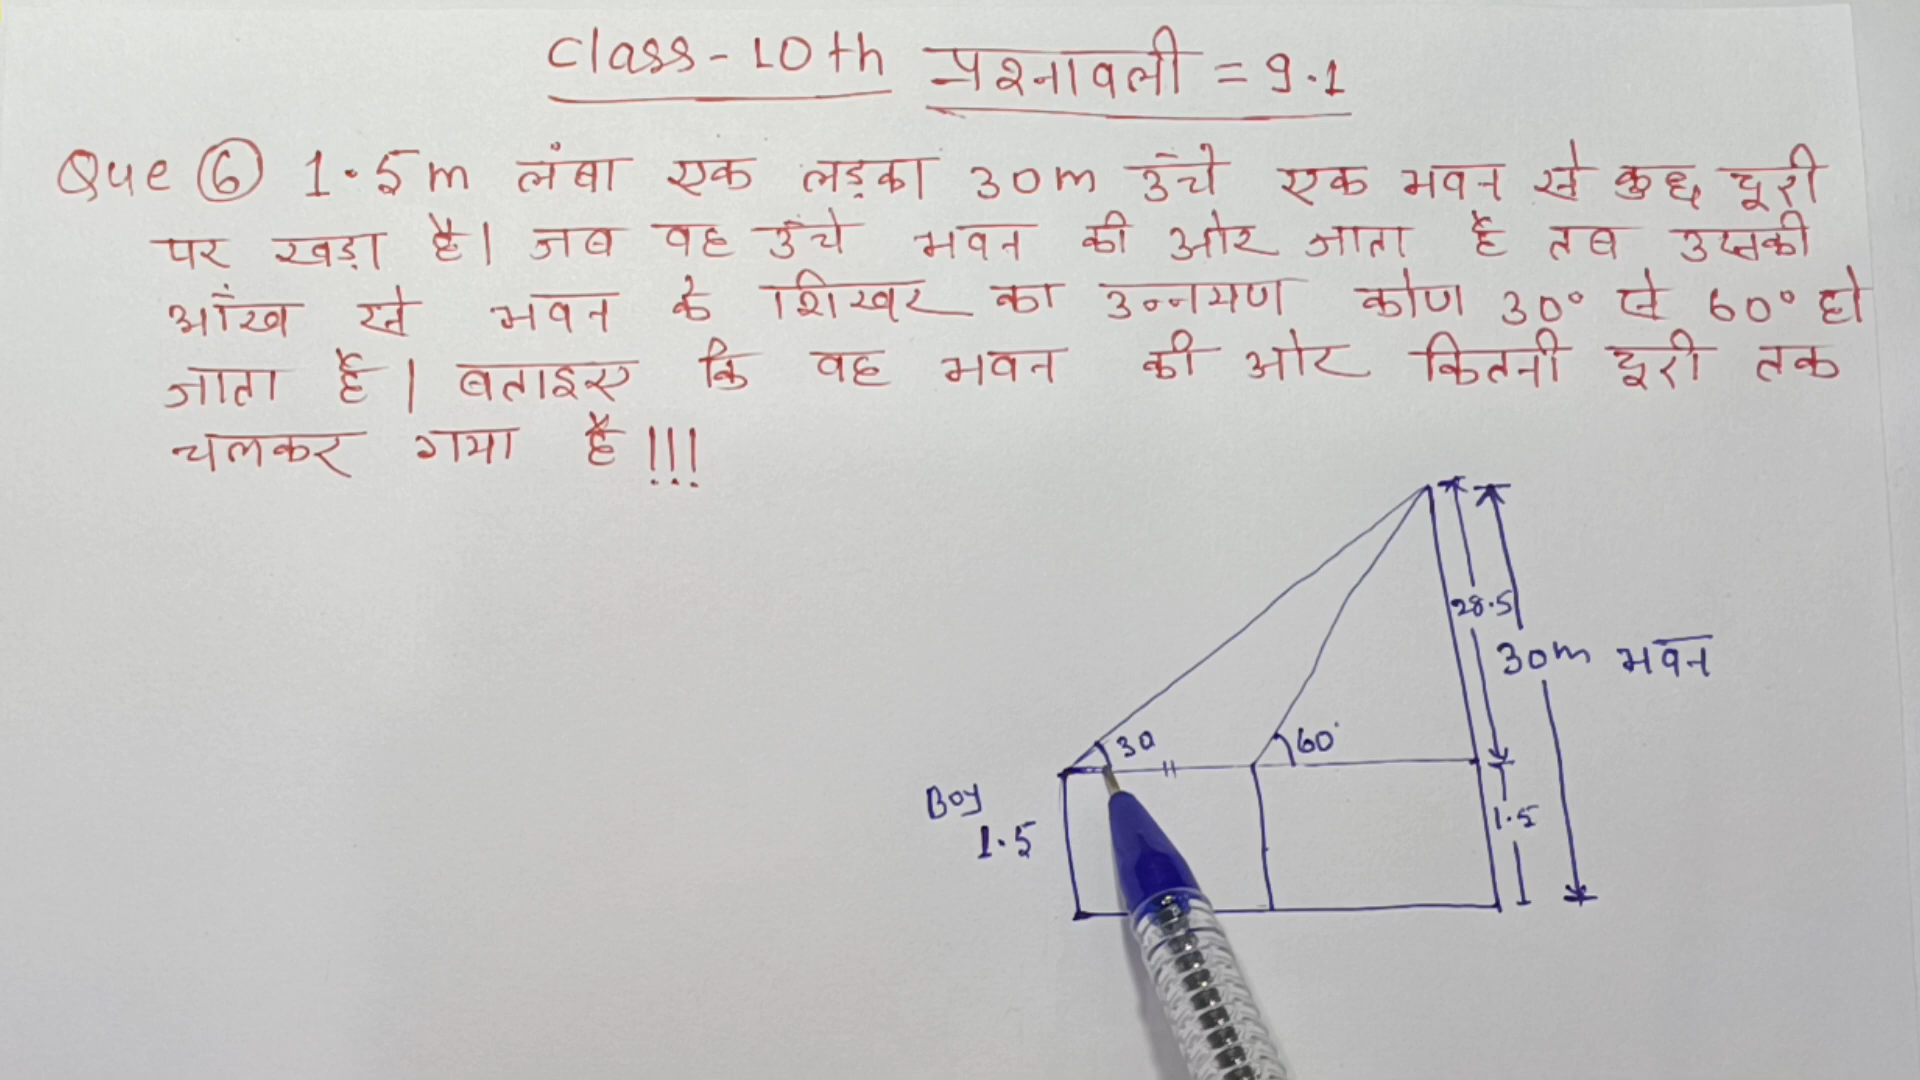 Class-10th प्रश्नावली = 9.1
Que 6 1.5m लंबा एक लड़का 30m उँचे एक भवन से कुछ दूरी
पर खड़ा है। जब वह उँचे भवन की ओर जाता है तब उसकी
आँख से भवन के शिखर का उन्नयण कोण 30° से 60° हो
जाता है। बताइए कि वह भवन की ओर कितनी दूरी तक
चलकर गया है!!!
28.5
30m भवन
30
60°
Boy
1.5
1.5